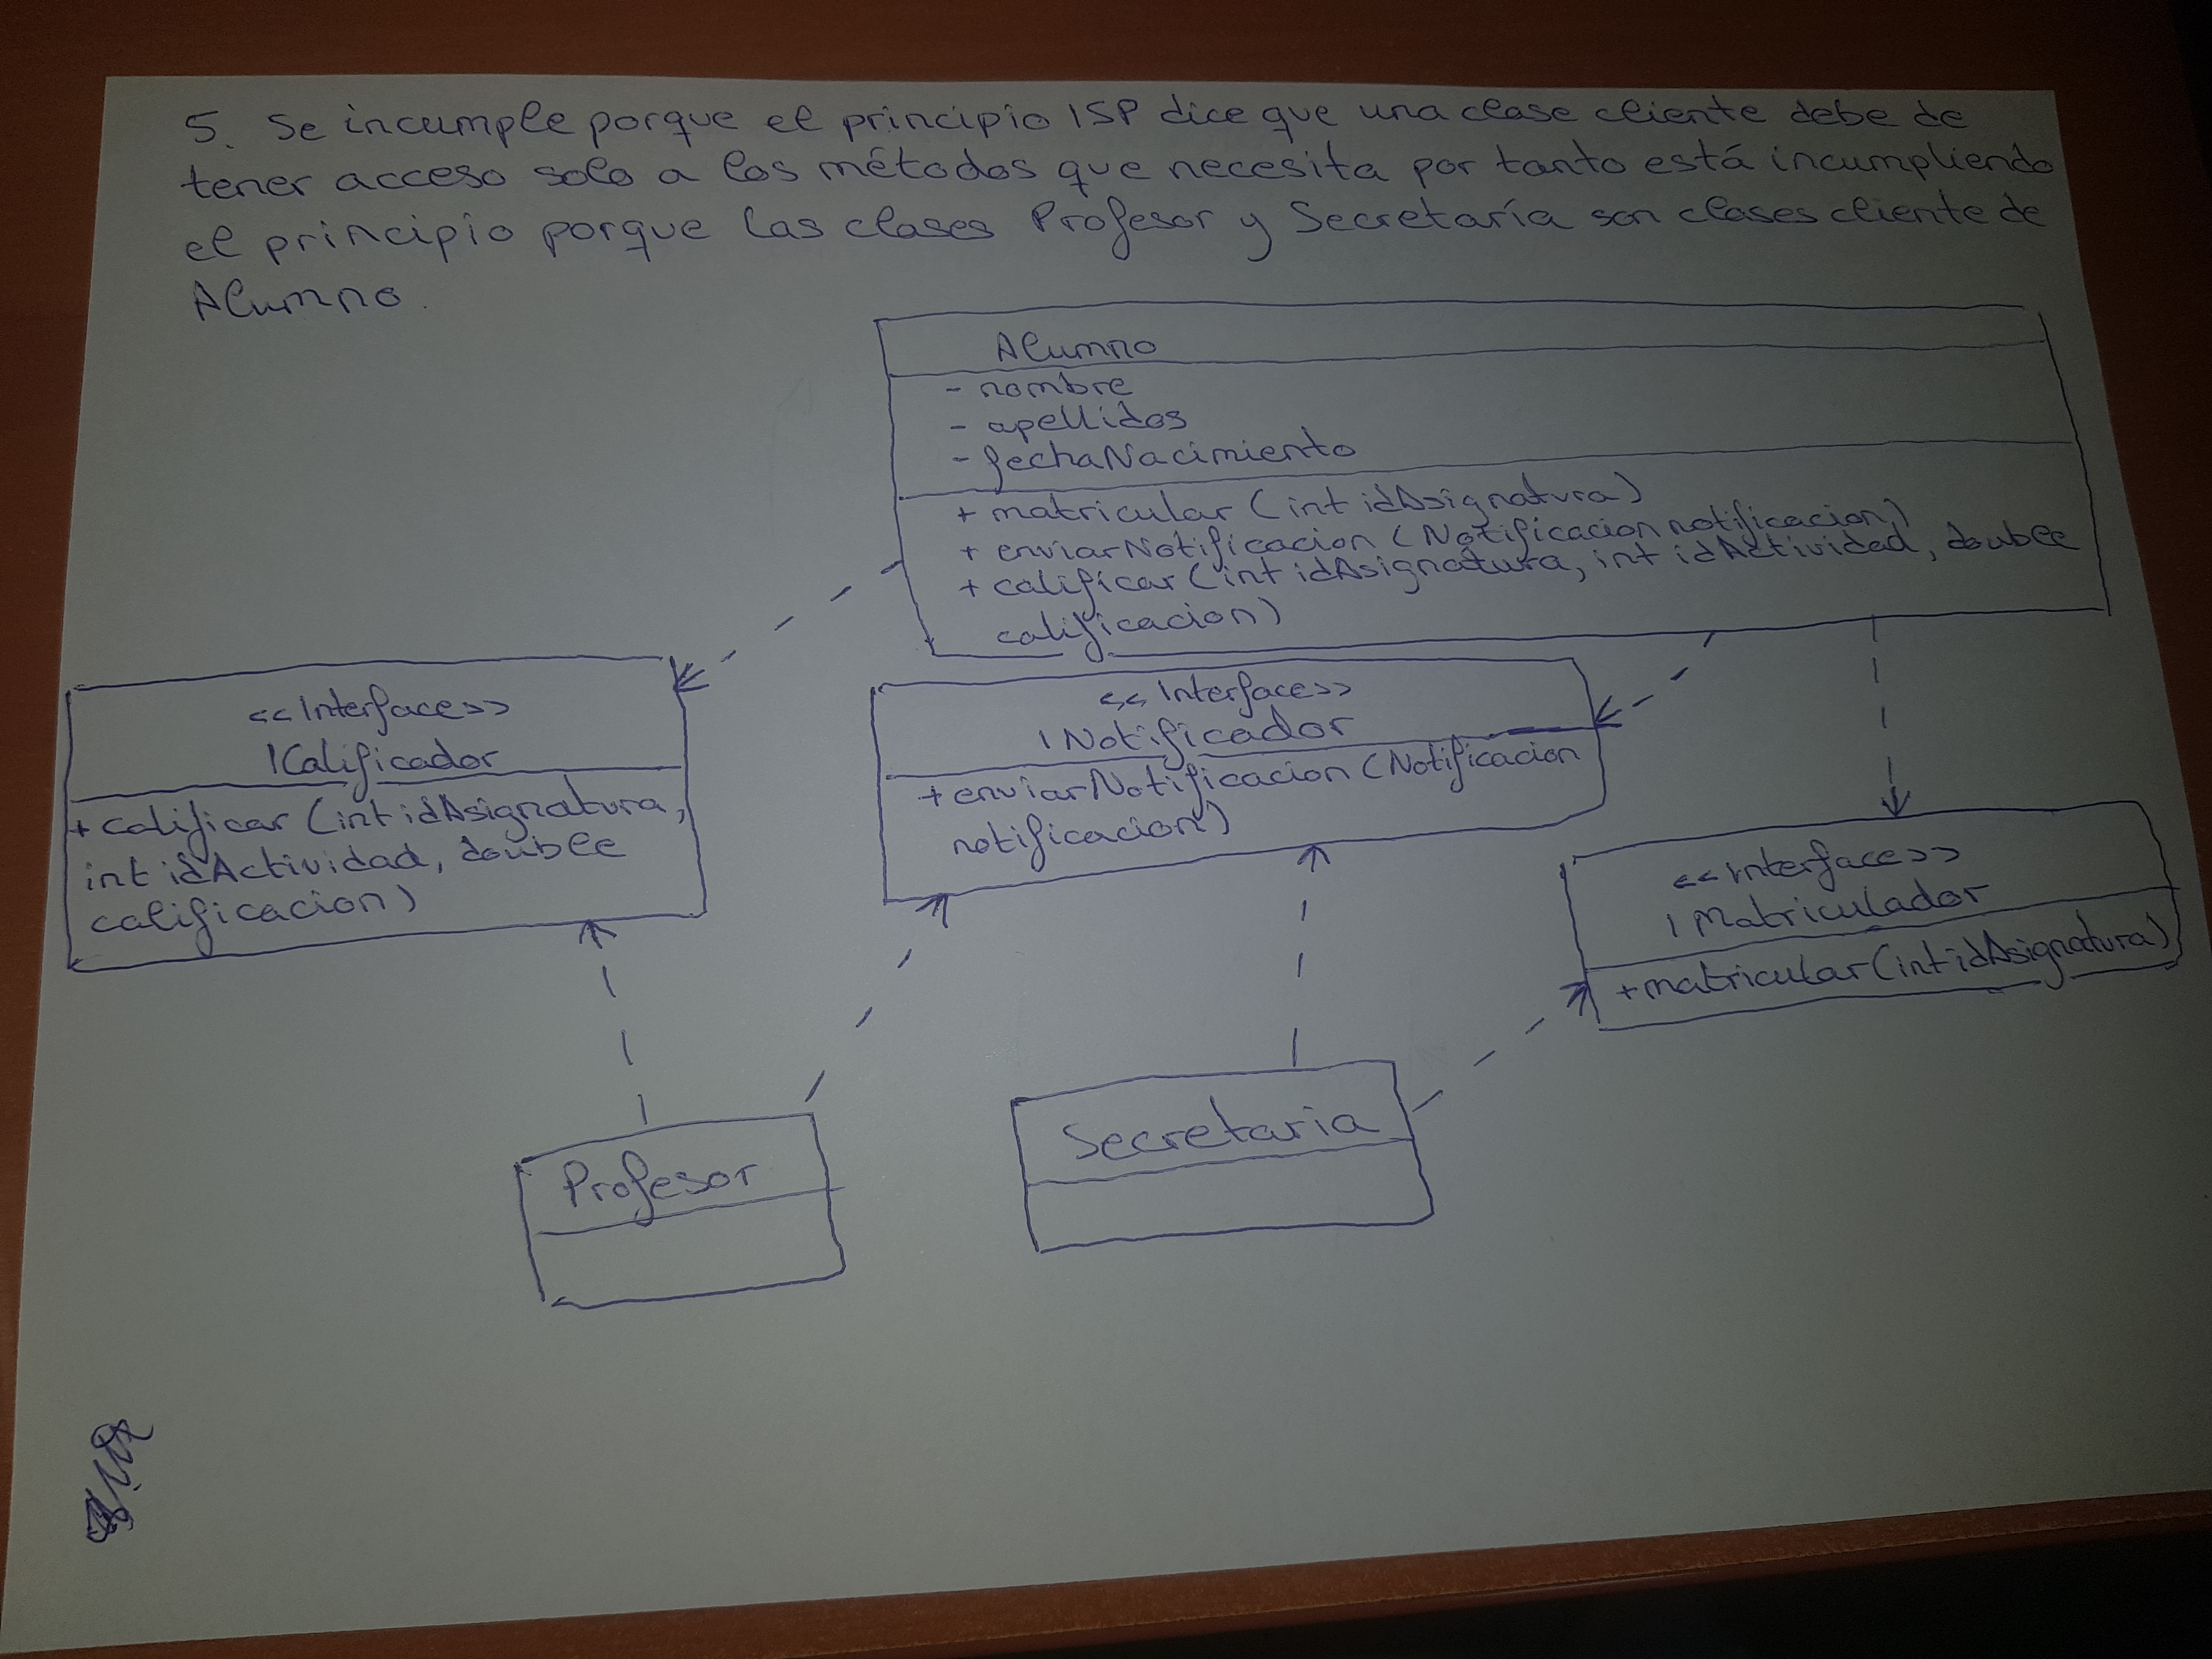 5. Se incumple porque el principio ISP dice que una clase cliente debe de
tener acceso solo a los métodos que necesita por tanto está incumpliendo
el principio porque las clases Profesor y Secretaría son clases cliente de
Alumno.
Alumno
- nombre
- apellidos
- fechaNacimiento
+ matricular (int idAsignatura)
+ enviarNotificacion (Notificacion notificacion)
+ calificar (int idAsignatura, int idActividad, double
calificacion)
<<Interface>>
ICalificador
+ calificar (int idAsignatura,
int idActividad, double
calificacion)
<<Interface>>
INotificador
+ enviarNotificacion (Notificacion
notificacion)
<<Interface>>
IMatriculador
+ matricular (int idAsignatura)
Profesor
Secretaria